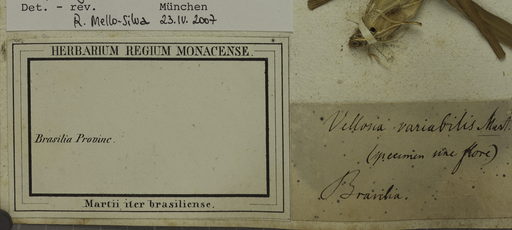 Det. - rev. München
R. Mello-Silva 23.IV.2007
HERBARIUM REGIUM MONACENSE.
Brasilia Provinc.
Martii iter brasiliense.
Vellosia variabilis Mart.
(specimen sine flore)
Brasilia.